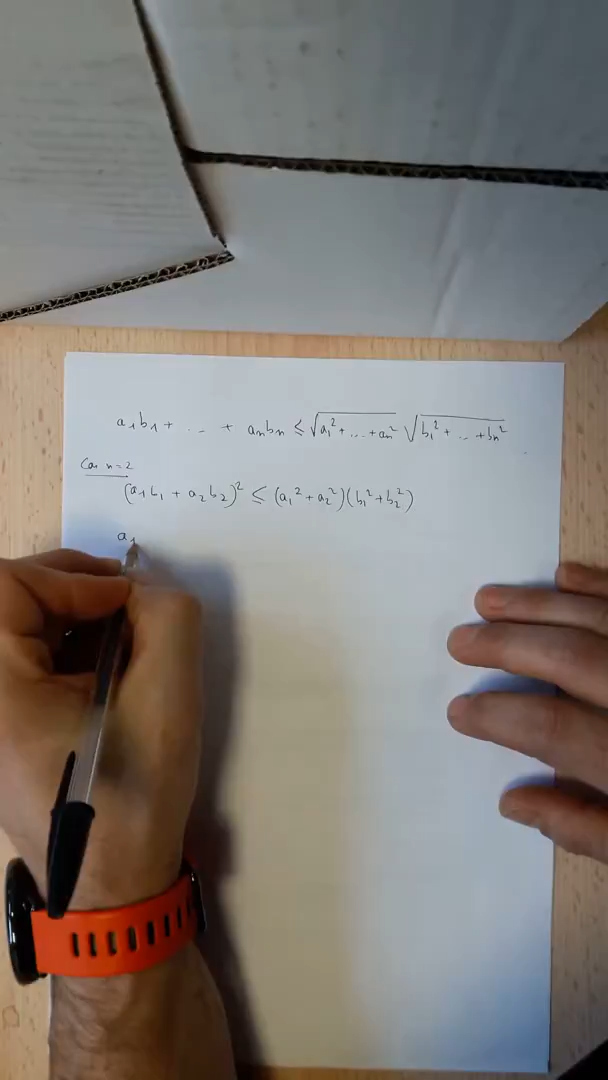 a₁b₁ + ... + aₙbₙ ≤ √(a₁² + ... + aₙ²) √(b₁² + ... + bₙ²)
Cas n=2
(a₁b₁ + a₂b₂)² ≤ (a₁² + a₂²)(b₁² + b₂²)
a₁